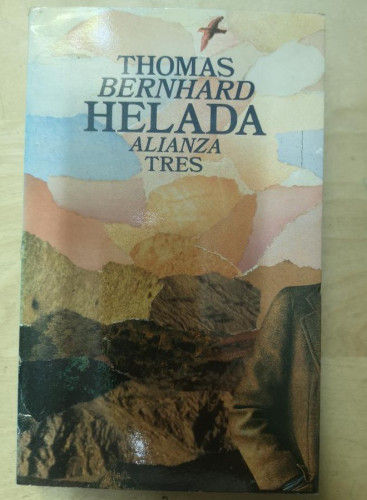 THOMAS
BERNHARD
HELADA
ALIANZA
TRES